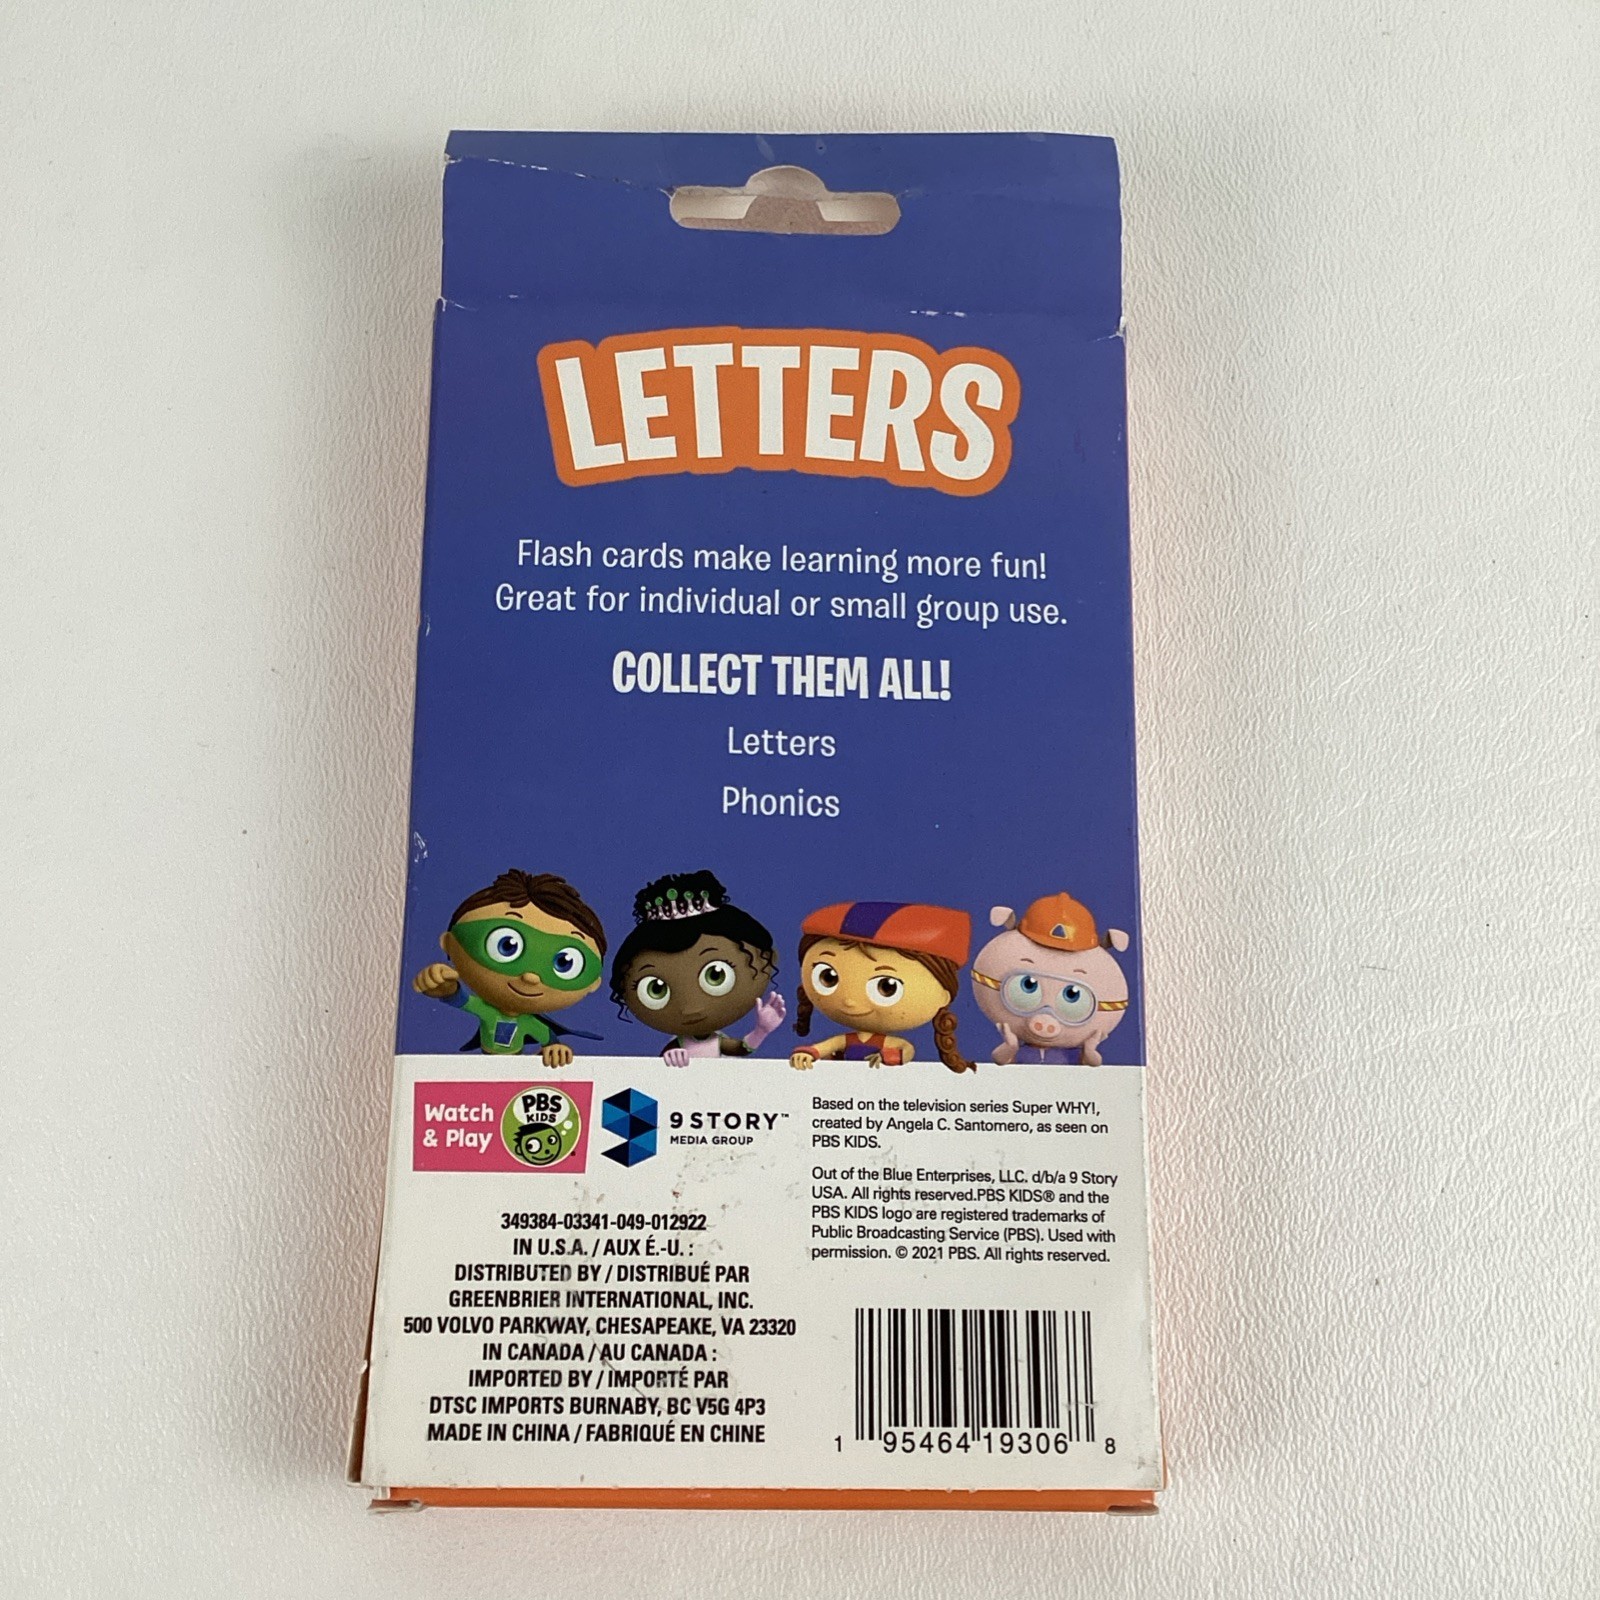 LETTERS
Flash cards make learning more fun!
Great for individual or small group use.
COLLECT THEM ALL!
Letters
Phonics
Watch
& Play
PBS
KIDS
9 STORY™
MEDIA GROUP
Based on the television series Super WHY!,
created by Angela C. Santomero, as seen on
PBS KIDS.
Out of the Blue Enterprises, LLC. d/b/a 9 Story
USA. All rights reserved.PBS KIDS® and the
PBS KIDS logo are registered trademarks of
Public Broadcasting Service (PBS). Used with
permission. © 2021 PBS. All rights reserved.
349384-03341-049-012922
IN U.S.A. / AUX É.-U. :
DISTRIBUTED BY / DISTRIBUÉ PAR
GREENBRIER INTERNATIONAL, INC.
500 VOLVO PARKWAY, CHESAPEAKE, VA 23320
IN CANADA / AU CANADA :
IMPORTED BY / IMPORTÉ PAR
DTSC IMPORTS BURNABY, BC V5G 4P3
MADE IN CHINA / FABRIQUÉ EN CHINE
1 95464 19306 8